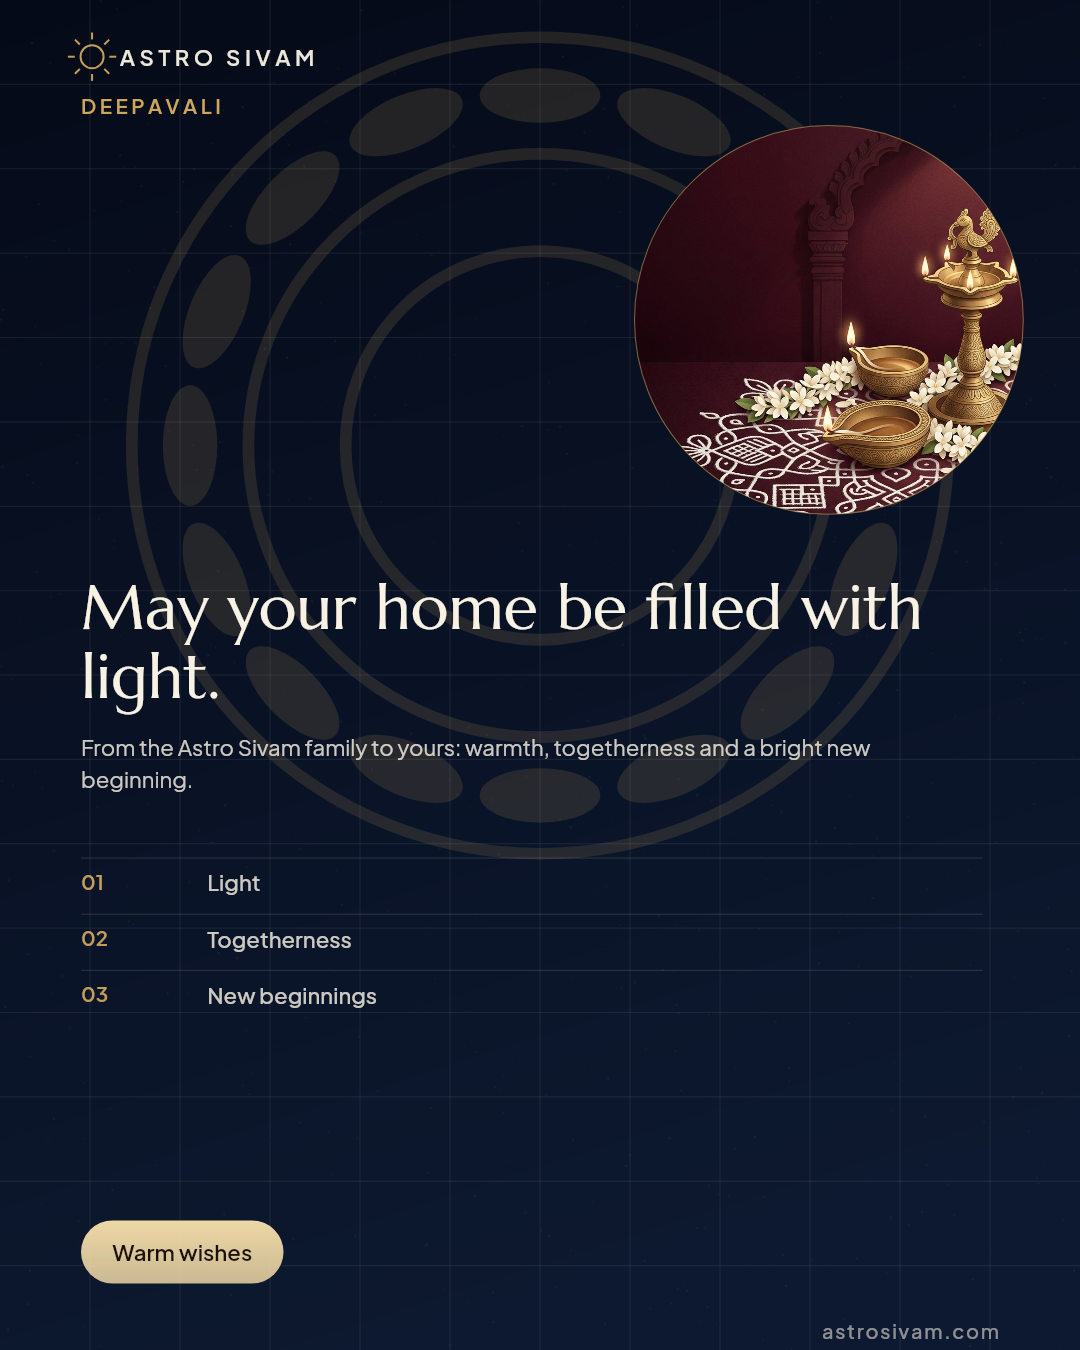 ASTRO SIVAM
DEEPAVALI
May your home be filled with
light.
From the Astro Sivam family to yours: warmth, togetherness and a bright new
beginning.
01 Light
02 Togetherness
03 New beginnings
Warm wishes
astrosivam.com